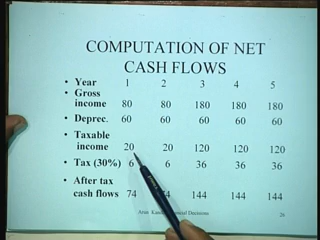 COMPUTATION OF NET
CASH FLOWS
• Year 1 2 3 4 5
• Gross
income 80 80 180 180 180
• Deprec. 60 60 60 60 60
• Taxable
income 20 20 120 120 120
• Tax (30%) 6 6 36 36 36
• After tax
cash flows 74 74 144 144 144
Decisions
26